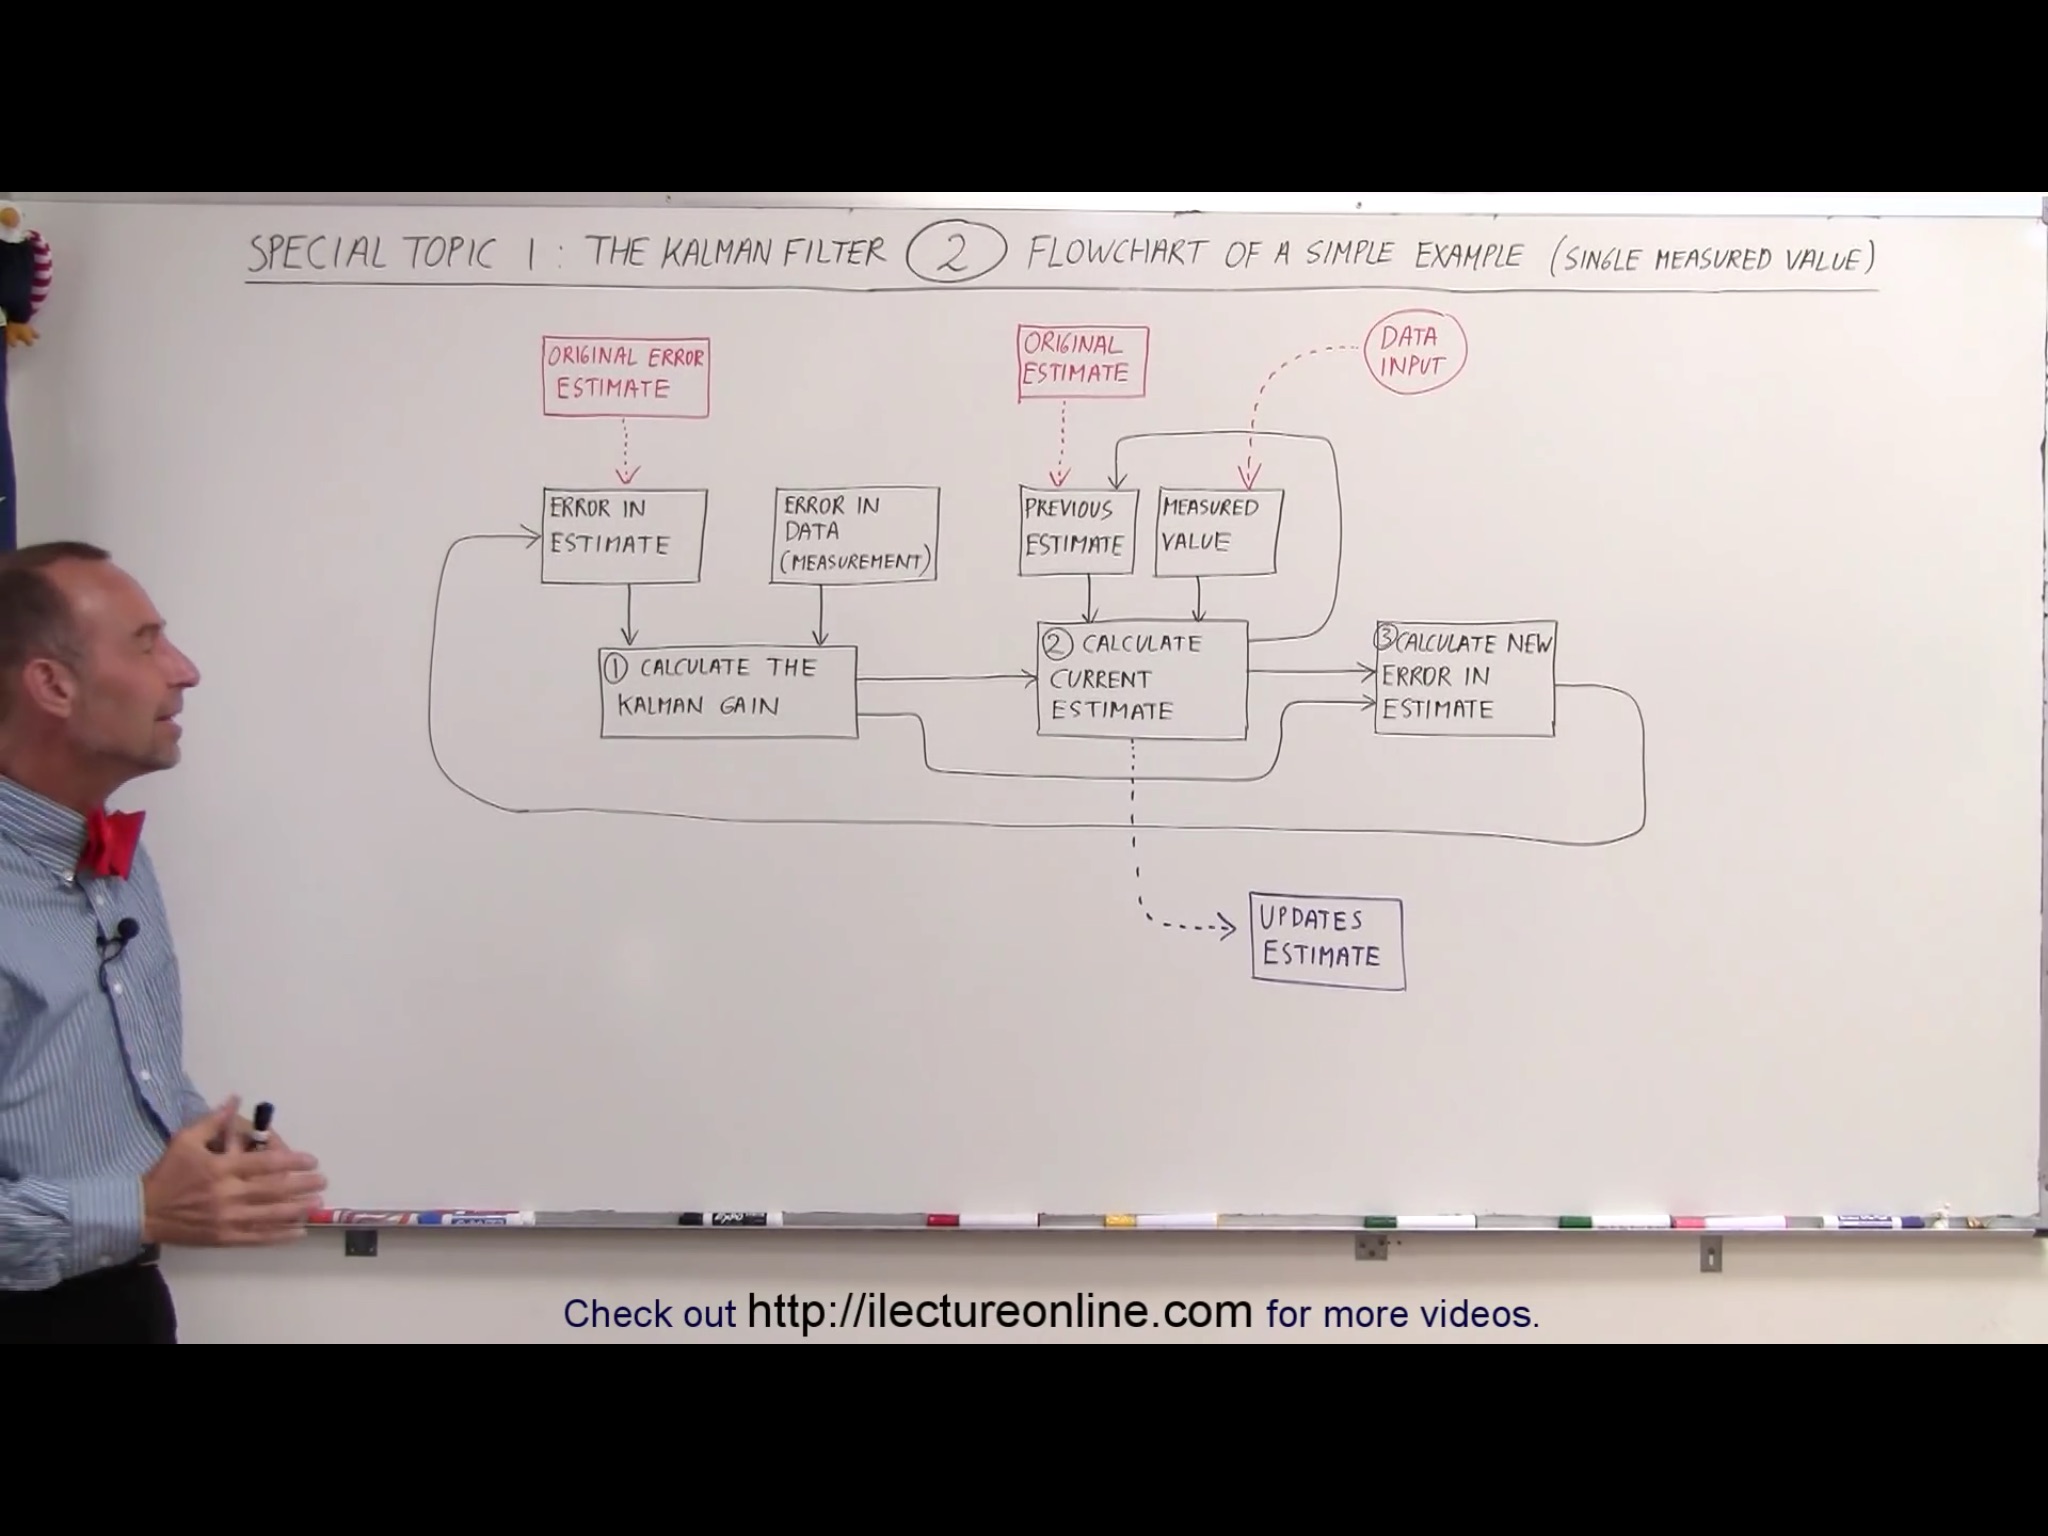 SPECIAL TOPIC 1: THE KALMAN FILTER 2 FLOWCHART OF A SIMPLE EXAMPLE (SINGLE MEASURED VALUE)
ORIGINAL ERROR
ESTIMATE
ORIGINAL
ESTIMATE
DATA
INPUT
ERROR IN
ESTIMATE
ERROR IN
DATA
(MEASUREMENT)
PREVIOUS
ESTIMATE
MEASURED
VALUE
① CALCULATE THE
KALMAN GAIN
② CALCULATE
CURRENT
ESTIMATE
③ CALCULATE NEW
ERROR IN
ESTIMATE
UPDATES
ESTIMATE
EXPO
Check out http://ilectureonline.com for more videos.